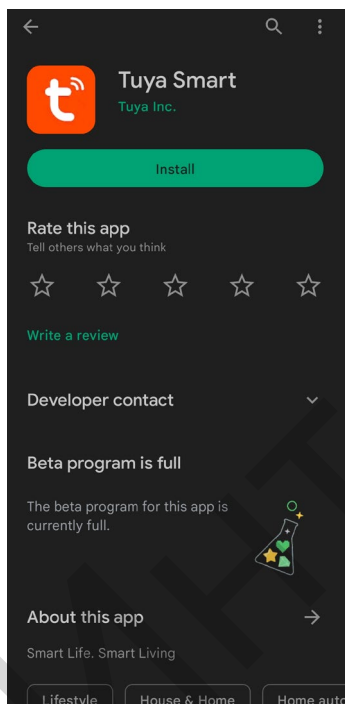 Tuya Smart
Tuya Inc.
Install
Rate this app
Tell others what you think
Write a review
Developer contact
Beta program is full
The beta program for this app is
currently full.
About this app
Smart Life. Smart Living
Lifestyle House & Home Home auto